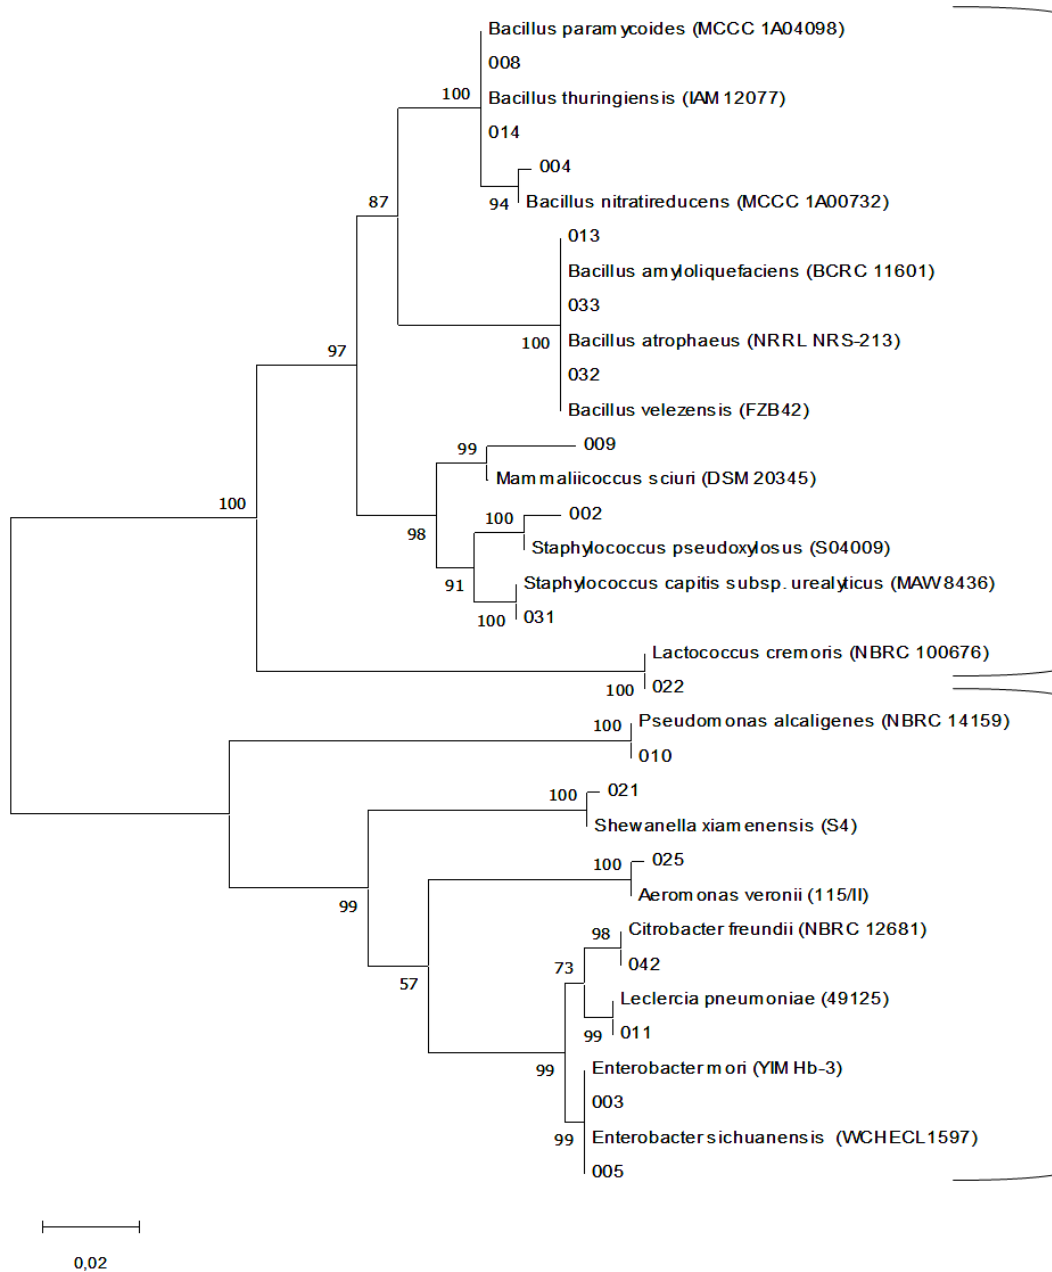 Bacillus paramycoides (MCCC 1A04098)
008
100
Bacillus thuringiensis (IAM 12077)
014
004
94
Bacillus nitratireducens (MCCC 1A00732)
87
013
Bacillus amyloliquefaciens (BCRC 11601)
033
100
Bacillus atrophaeus (NRRL NRS-213)
97
032
Bacillus velezensis (FZB42)
009
99
Mammaliicoccus sciuri (DSM 20345)
100
002
100
98
Staphylococcus pseudoxylosus (S04009)
91
Staphylococcus capitis subsp. urealyticus (MAW 8436)
100
031
Lactococcus cremoris (NBRC 100676)
100
022
100
Pseudomonas alcaligenes (NBRC 14159)
010
100
021
Shewanella xiamenensis (S4)
100
025
Aeromonas veronii (115/II)
99
98
Citrobacter freundii (NBRC 12681)
73
042
57
Leclercia pneumoniae (49125)
99
011
99
Enterobacter mori (YIM Hb-3)
003
99
Enterobacter sichuanensis (WCHECL1597)
005
0,02